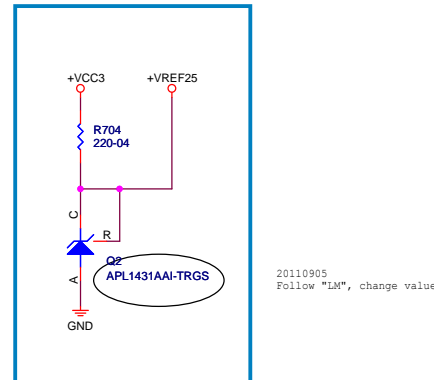 +VCC3
+VREF25
R704
220-04
C
R
Q2
APL1431AAI-TRGS
A
GND
20110905
Follow "LM", change value